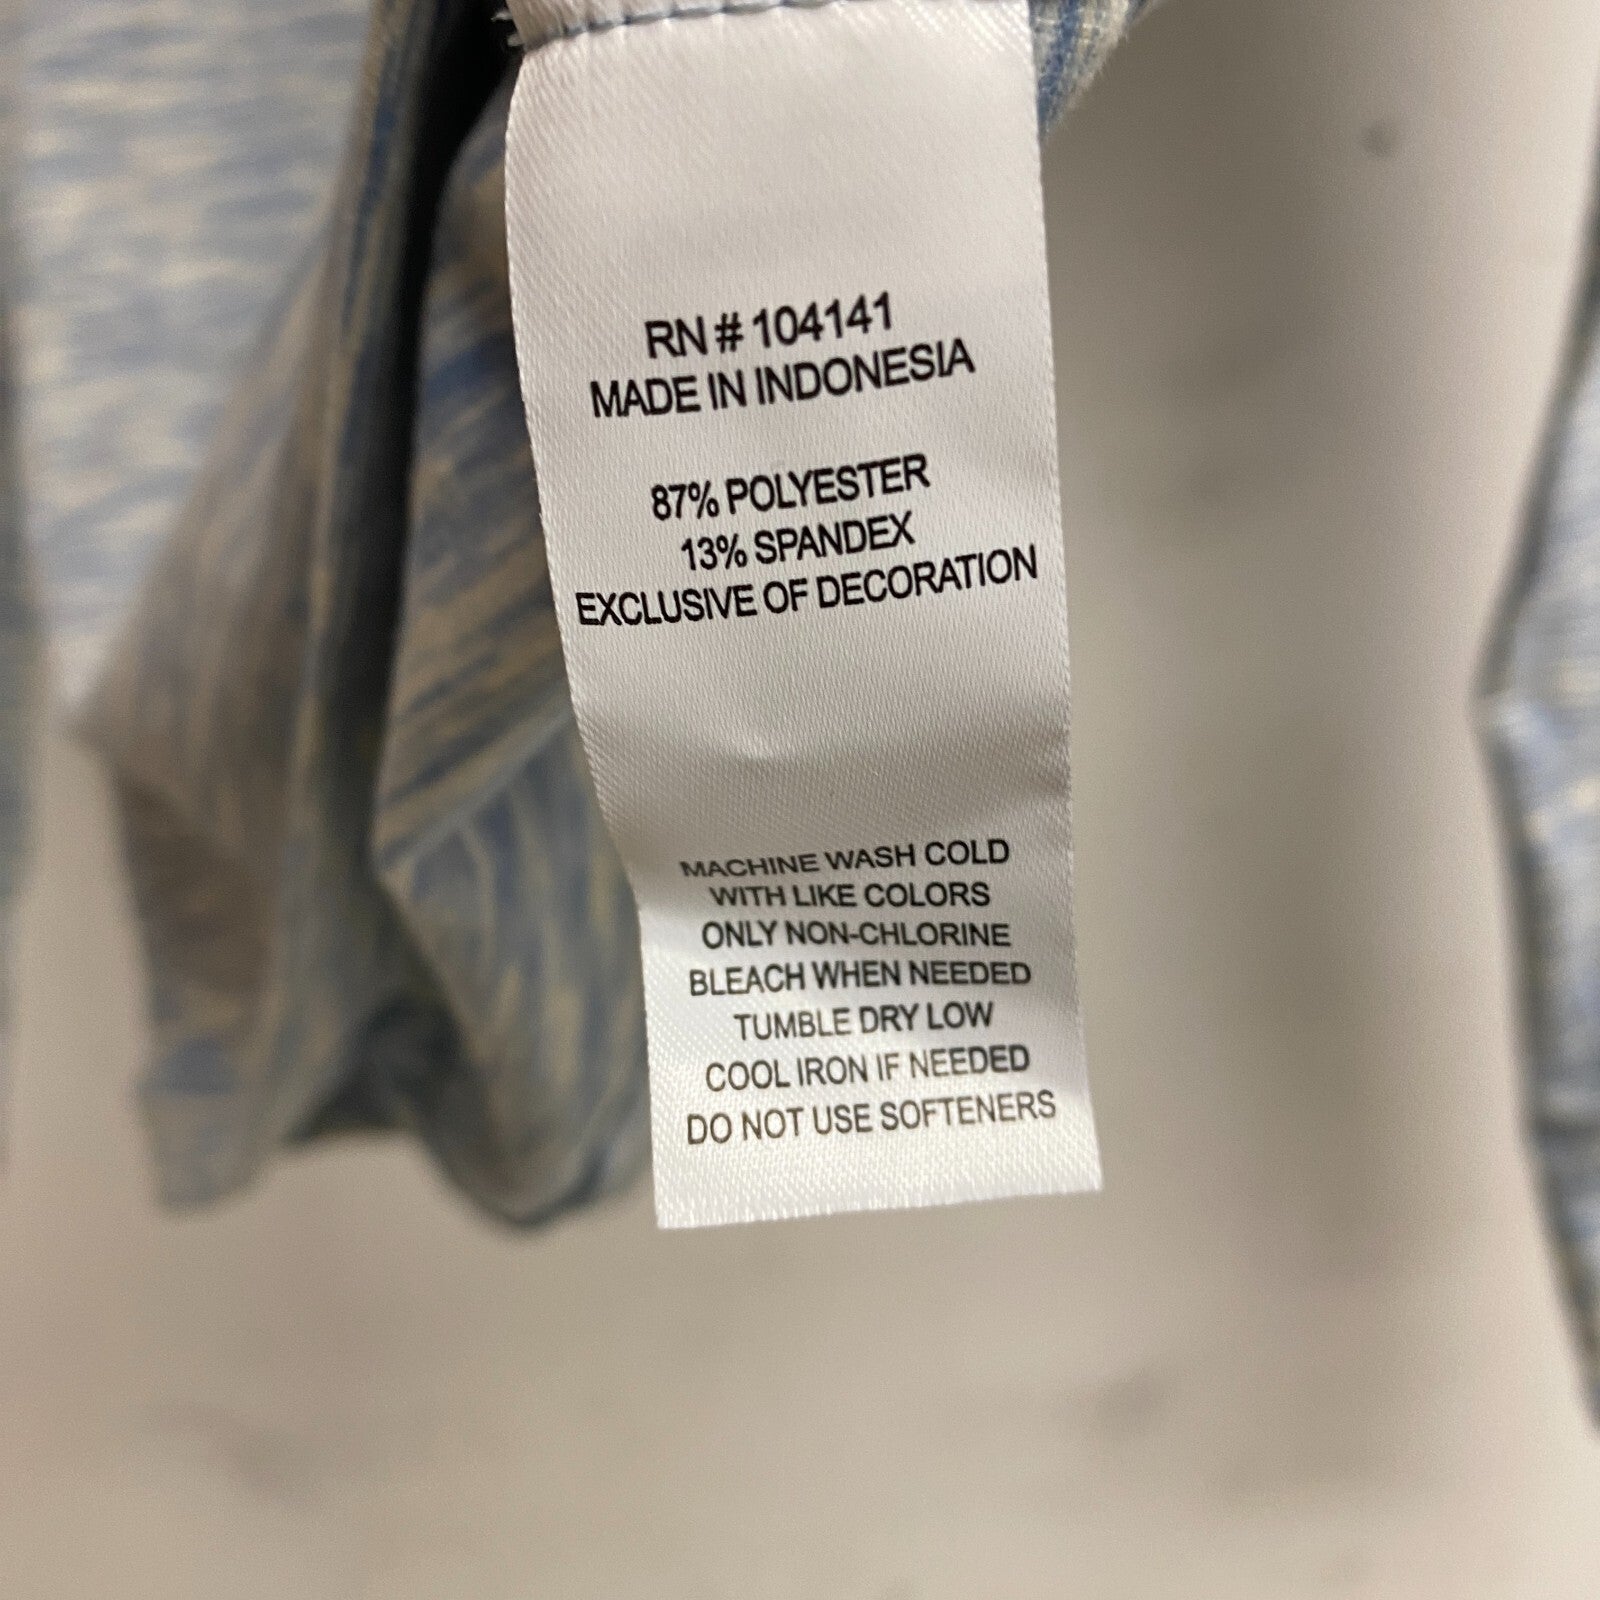 RN # 104141
MADE IN INDONESIA
87% POLYESTER
13% SPANDEX
EXCLUSIVE OF DECORATION
MACHINE WASH COLD
WITH LIKE COLORS
ONLY NON-CHLORINE
BLEACH WHEN NEEDED
TUMBLE DRY LOW
COOL IRON IF NEEDED
DO NOT USE SOFTENERS